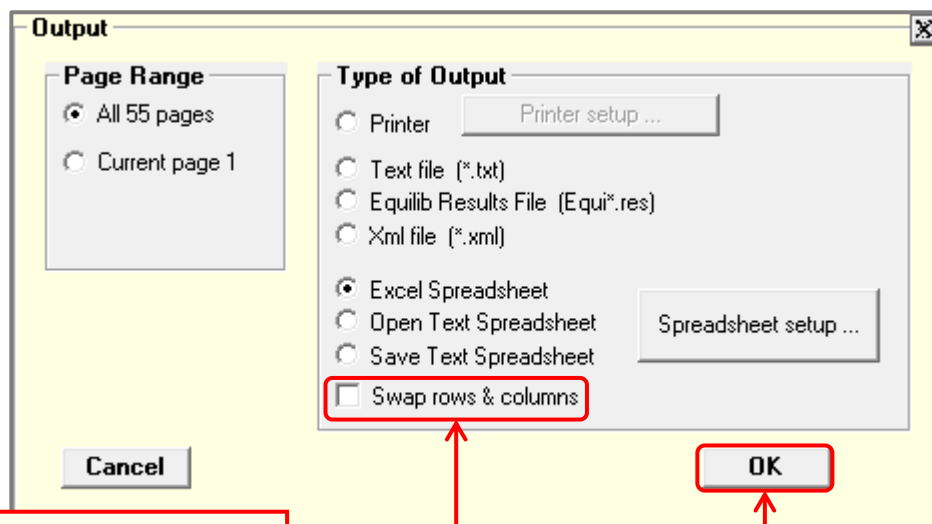 Output
Page Range
All 55 pages
Current page 1
Type of Output
Printer
Printer setup ...
Text file (*.txt)
Equilib Results File (Equi*.res)
Xml file (*.xml)
Excel Spreadsheet
Open Text Spreadsheet
Save Text Spreadsheet
Spreadsheet setup ...
Swap rows & columns
Cancel
OK